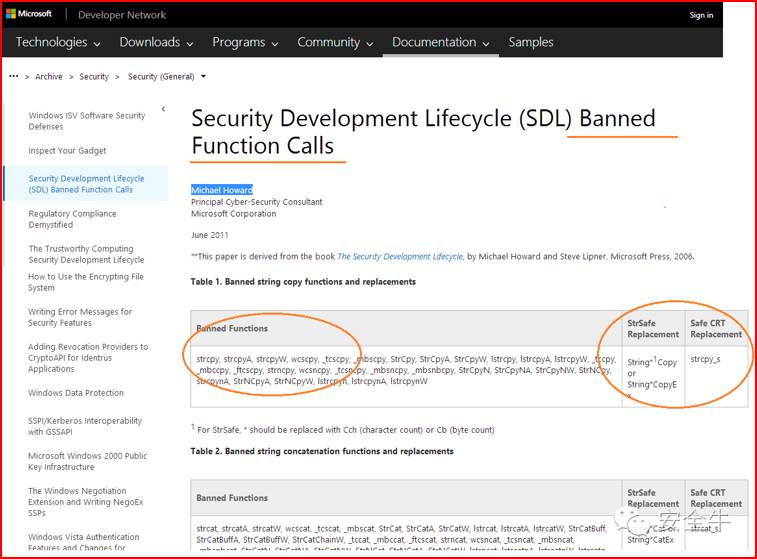 Microsoft Developer Network Sign in
Technologies Downloads Programs Community Documentation Samples
••• > Archive > Security > Security (General)
Windows ISV Software Security
Defenses
Inspect Your Gadget
Security Development Lifecycle
(SDL) Banned Function Calls
Regulatory Compliance
Demystified
The Trustworthy Computing
Security Development Lifecycle
How to Use the Encrypting File
System
Writing Error Messages for
Security Features
Adding Revocation Providers to
CryptoAPI for Identrus
Applications
Windows Data Protection
SSPI/Kerberos Interoperability
with GSSAPI
Microsoft Windows 2000 Public
Key Infrastructure
The Windows Negotiation
Extension and Writing NegoEx
SSPs
Windows Vista Authentication
Features and Changes for
Security Development Lifecycle (SDL) Banned
Function Calls
Michael Howard
Principal Cyber-Security Consultant
Microsoft Corporation
June 2011
**This paper is derived from the book The Security Development Lifecycle, by Michael Howard and Steve Lipner, Microsoft Press, 2006.
Table 1. Banned string copy functions and replacements
Banned Functions
StrSafe
Replacement
Safe CRT
Replacement
strcpy, strcpyA, strcpyW, wcscpy, _tcscpy, _mbscpy, StrCpy, StrCpyA, StrCpyW, lstrcpy, lstrcpyA, lstrcpyW, _tccpy,
_mbccpy, _ftcscpy, strncpy, wcsncpy, _tcsncpy, _mbsncpy, _mbsnbcpy, StrCpyN, StrCpyNA, StrCpyNW, StrNCpy,
strcpynA, StrNCpyA, StrNCpyW, lstrcpyn, lstrcpynA, lstrcpynW
String*1Copy
or
String*CopyE
x
strcpy_s
1 For StrSafe, * should be replaced with Cch (character count) or Cb (byte count)
Table 2. Banned string concatenation functions and replacements
Banned Functions
StrSafe
Replacement
Safe CRT
Replacement
strcat, strcatA, strcatW, wcscat, _tcscat, _mbscat, StrCat, StrCatA, StrCatW, lstrcat, lstrcatA, lstrcatW, StrCatBuff,
StrCatBuffA, StrCatBuffW, StrCatChainW, _tccat, _mbccat, _ftcscat, strncat, wcsncat, _tcsncat, _mbsncat,
String*Cat or
String*CatEx
strcat_s
安全牛